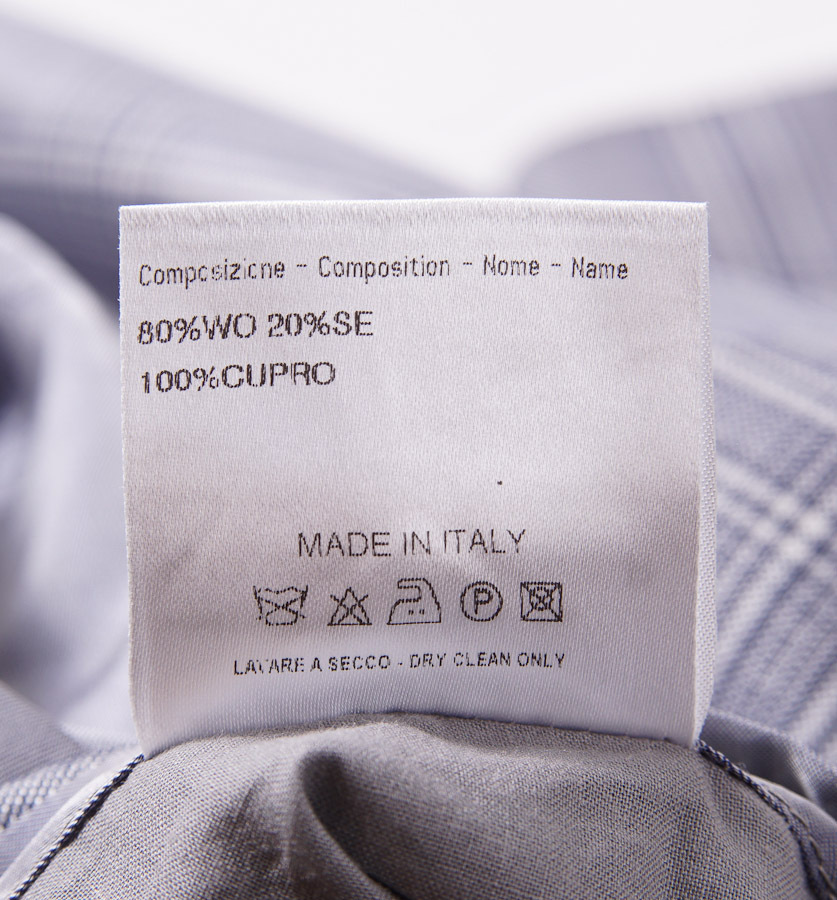 Composizione - Composition - Nome - Name
80%WO 20%SE
100%CUPRO
MADE IN ITALY
P
LAVARE A SECCO - DRY CLEAN ONLY